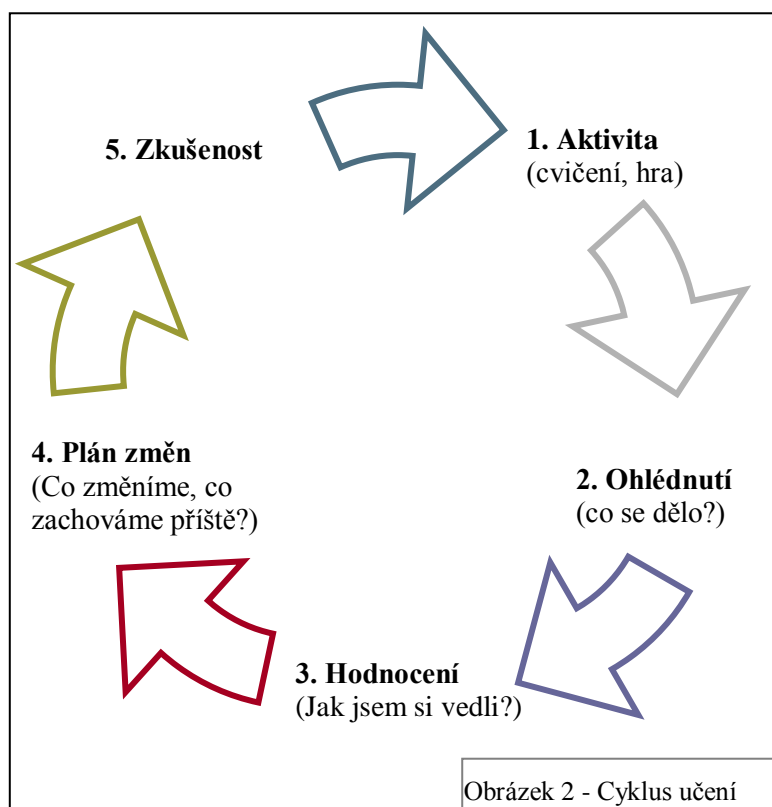 1. Aktivita
(cvičení, hra)
2. Ohlédnutí
(co se dělo?)
3. Hodnocení
(Jak jsem si vedli?)
4. Plán změn
(Co změníme, co
zachováme příště?)
5. Zkušenost
Obrázek 2 - Cyklus učení